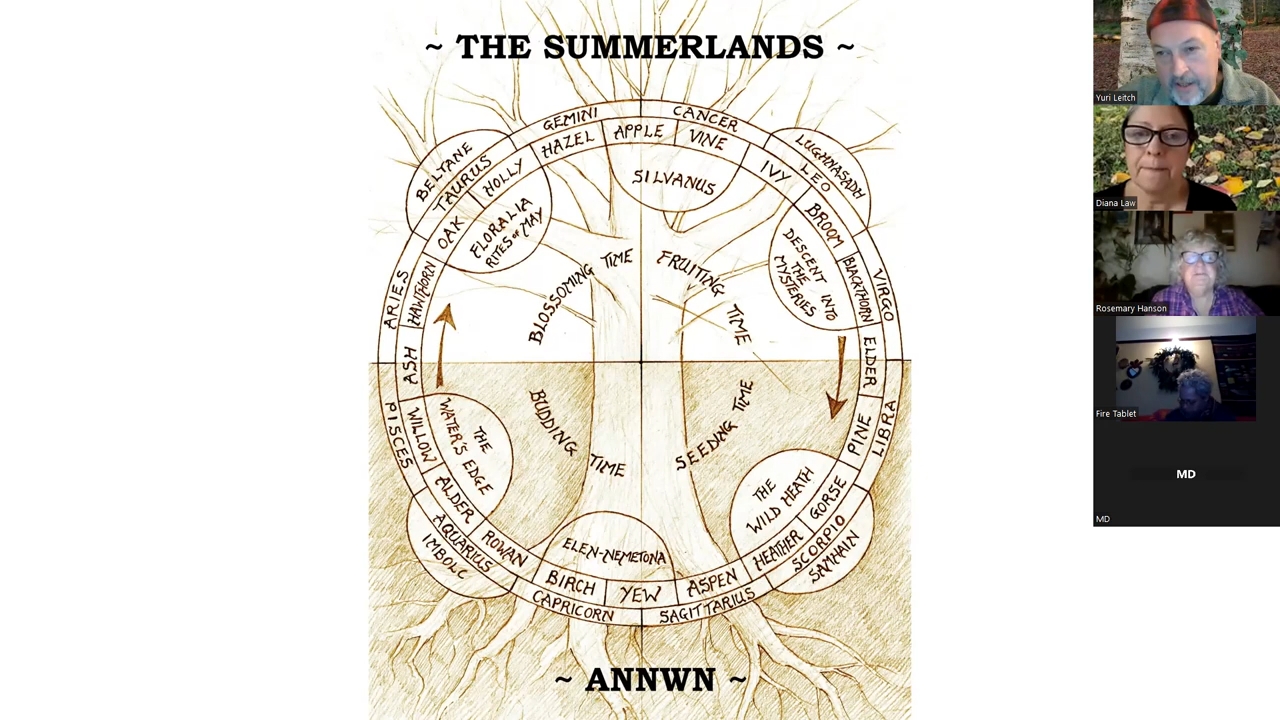 ~ THE SUMMERLANDS ~
GEMINI
CANCER
HAZEL
APPLE
VINE
BELTANE
TAURUS
HOLLY
IVY
LEO
LUGHNASADH
SILVANUS
OAK
FLORALIA
RITES OF MAY
BROOM
DESCENT INTO
THE
MYSTERIES
ARIES
HAWTHORN
BLACKTHORN
VIRGO
BLOSSOMING TIME
FRUITING TIME
ASH
ELDER
PISCES
WILLOW
THE
WATER'S EDGE
BUDDING TIME
SEEDING TIME
PINE
LIBRA
ALDER
THE
WILD HEATH
GORSE
AQUARIUS
IMBOLC
ROWAN
ELEN-NEMETONA
HEATHER
SCORPIO
SAMHAIN
BIRCH
YEW
ASPEN
CAPRICORN
SAGITTARIUS
~ ANNWN ~
Yuri Leitch
Diana Law
Rosemary Hanson
Fire Tablet
MD
MD